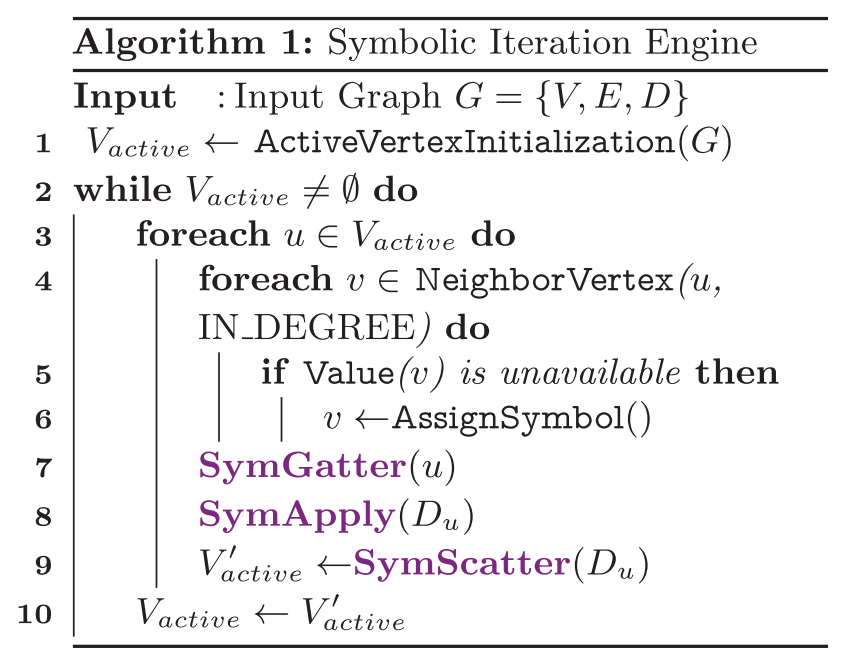 Algorithm 1: Symbolic Iteration Engine
Input : Input Graph G = {V, E, D}
1 V_active ← ActiveVertexInitialization(G)
2 while V_active ≠ ∅ do
3 foreach u ∈ V_active do
4 foreach v ∈ NeighborVertex(u,
IN_DEGREE) do
5 if Value(v) is unavailable then
6 v ←AssignSymbol()
7 SymGatter(u)
8 SymApply(D_u)
9 V'_active ←SymScatter(D_u)
10 V_active ← V'_active